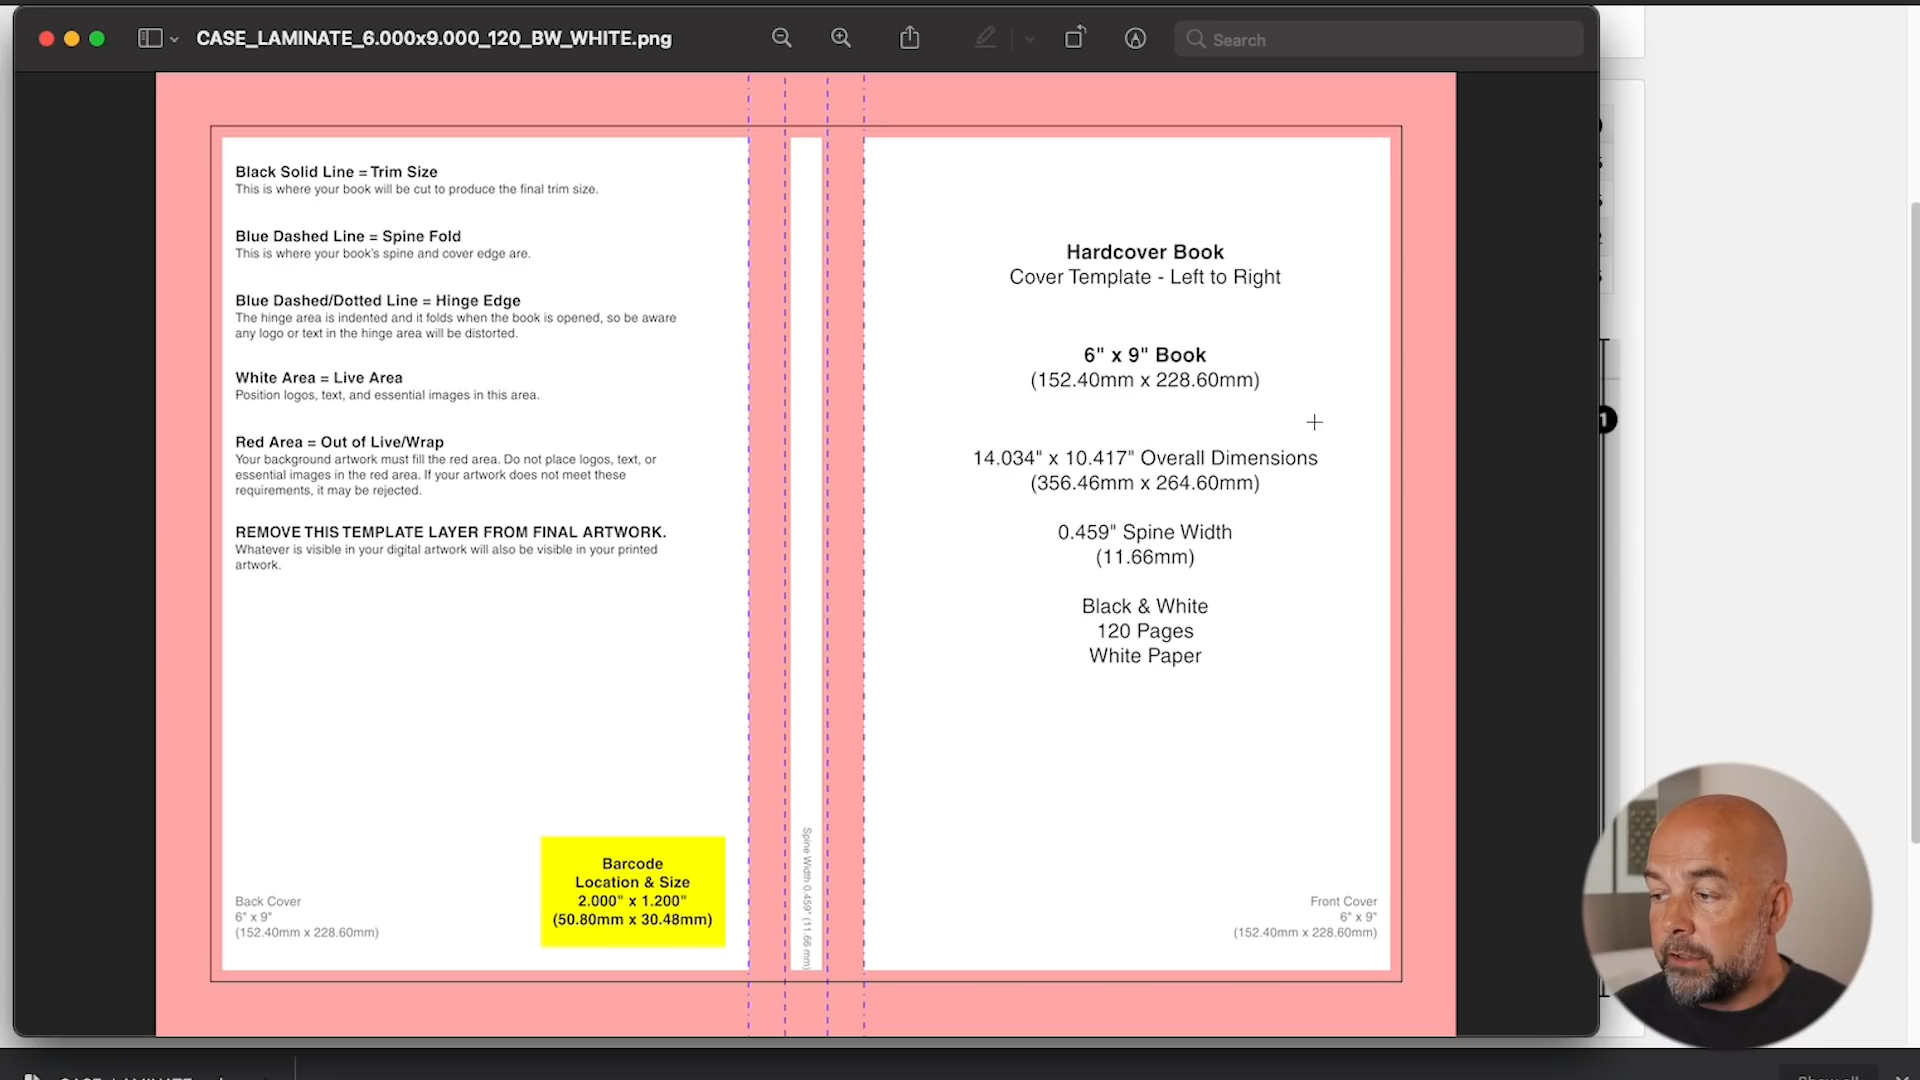 CASE_LAMINATE_6.000x9.000_120_BW_WHITE.png
Search
Black Solid Line = Trim Size
This is where your book will be cut to produce the final trim size.
Blue Dashed Line = Spine Fold
This is where your book's spine and cover edge are.
Blue Dashed/Dotted Line = Hinge Edge
The hinge area is indented and it folds when the book is opened, so be aware
any logo or text in the hinge area will be distorted.
White Area = Live Area
Position logos, text, and essential images in this area.
Red Area = Out of Live/Wrap
Your background artwork must fill the red area. Do not place logos, text, or
essential images in the red area. If your artwork does not meet these
requirements, it may be rejected.
REMOVE THIS TEMPLATE LAYER FROM FINAL ARTWORK.
Whatever is visible in your digital artwork will also be visible in your printed
artwork.
Barcode
Location & Size
2.000" x 1.200"
(50.80mm x 30.48mm)
Back Cover
6" x 9"
(152.40mm x 228.60mm)
Spine Width 0.459" (11.66 mm)
Hardcover Book
Cover Template - Left to Right
6" x 9" Book
(152.40mm x 228.60mm)
14.034" x 10.417" Overall Dimensions
(356.46mm x 264.60mm)
0.459" Spine Width
(11.66mm)
Black & White
120 Pages
White Paper
Front Cover
6" x 9"
(152.40mm x 228.60mm)